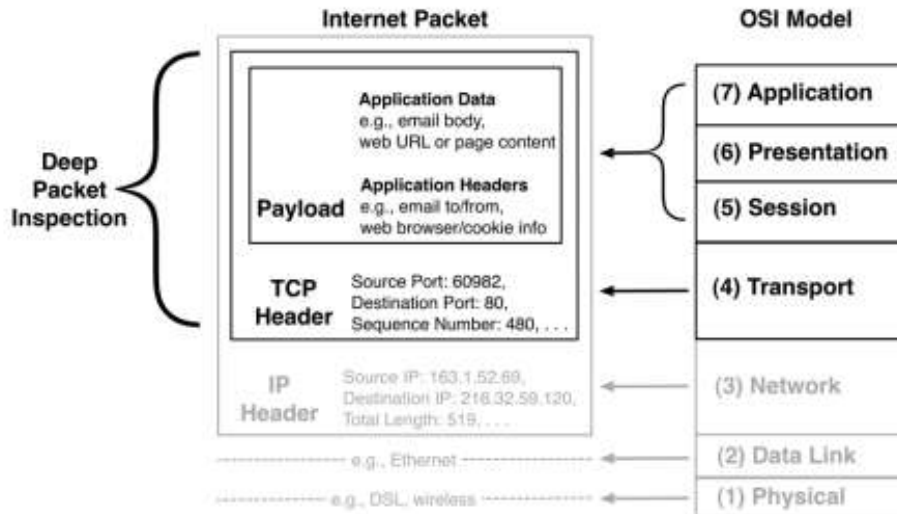 Internet Packet
OSI Model
Deep
Packet
Inspection
Application Data
e.g., email body,
web URL or page content
Payload
Application Headers
e.g., email to/from,
web browser/cookie info
TCP
Header
Source Port: 60982,
Destination Port: 80,
Sequence Number: 480, . . .
IP
Header
Source IP: 163.1.52.69,
Destination IP: 216.32.59.120,
Total Length: 519, . . .
e.g., Ethernet
e.g., DSL, wireless
(7) Application
(6) Presentation
(5) Session
(4) Transport
(3) Network
(2) Data Link
(1) Physical